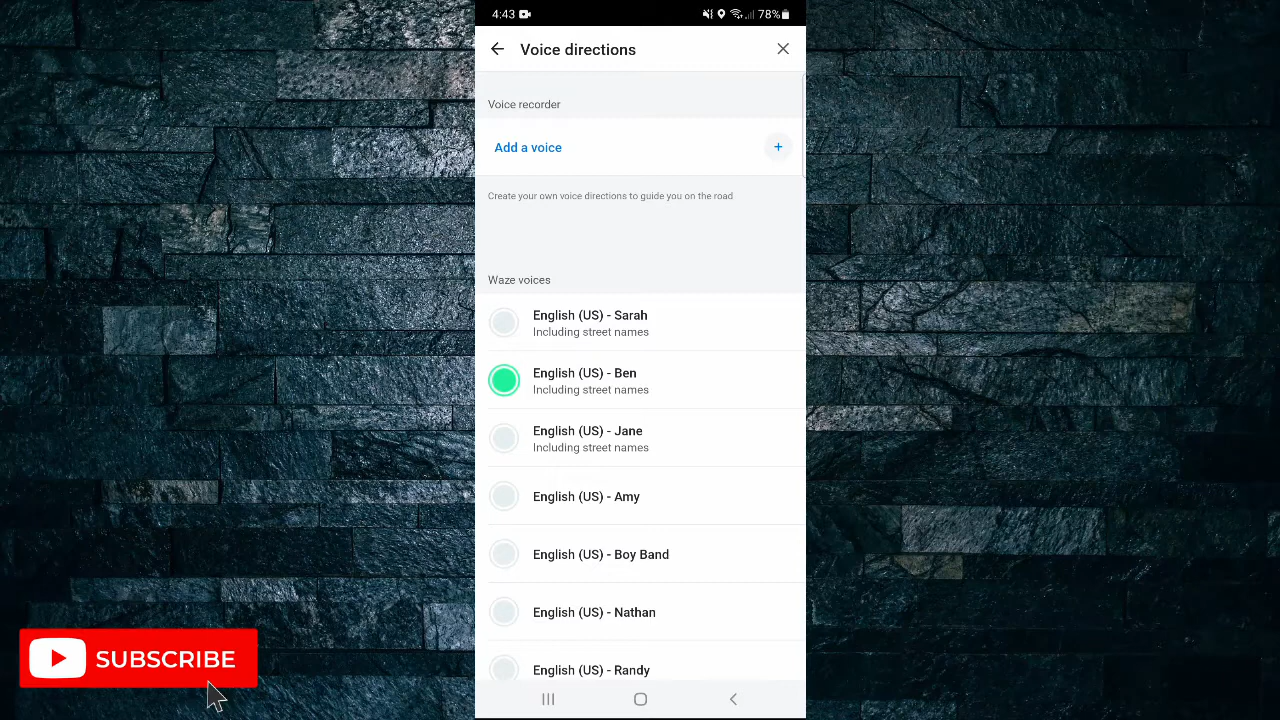 4:43
78%
Voice directions
Voice recorder
Add a voice
Create your own voice directions to guide you on the road
Waze voices
English (US) - Sarah
Including street names
English (US) - Ben
Including street names
English (US) - Jane
Including street names
English (US) - Amy
English (US) - Boy Band
English (US) - Nathan
English (US) - Randy
SUBSCRIBE